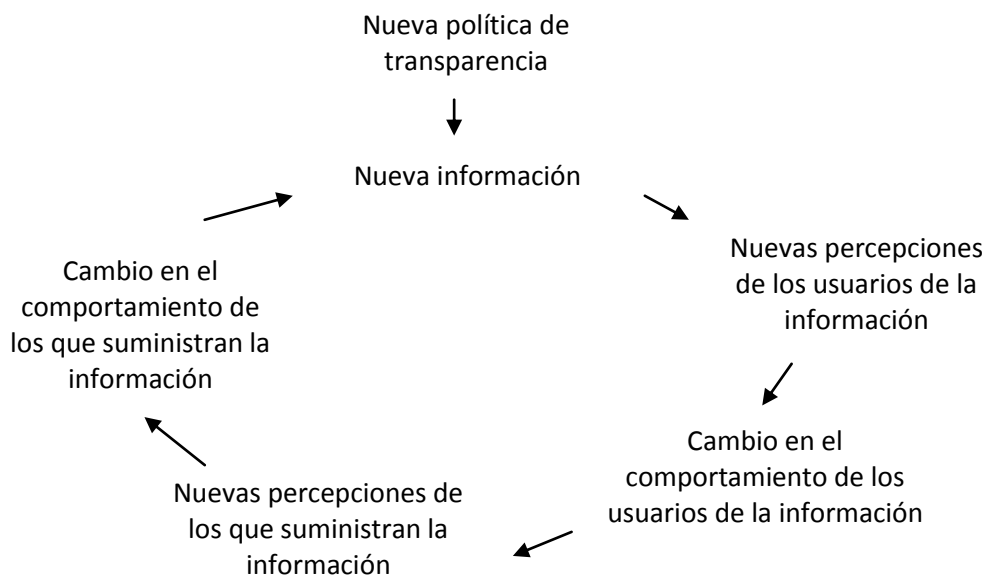 Nueva política de
transparencia
Nueva información
Nuevas percepciones
de los usuarios de la
información
Cambio en el
comportamiento de los
usuarios de la información
Nuevas percepciones de
los que suministran la
información
Cambio en el
comportamiento de
los que suministran la
información